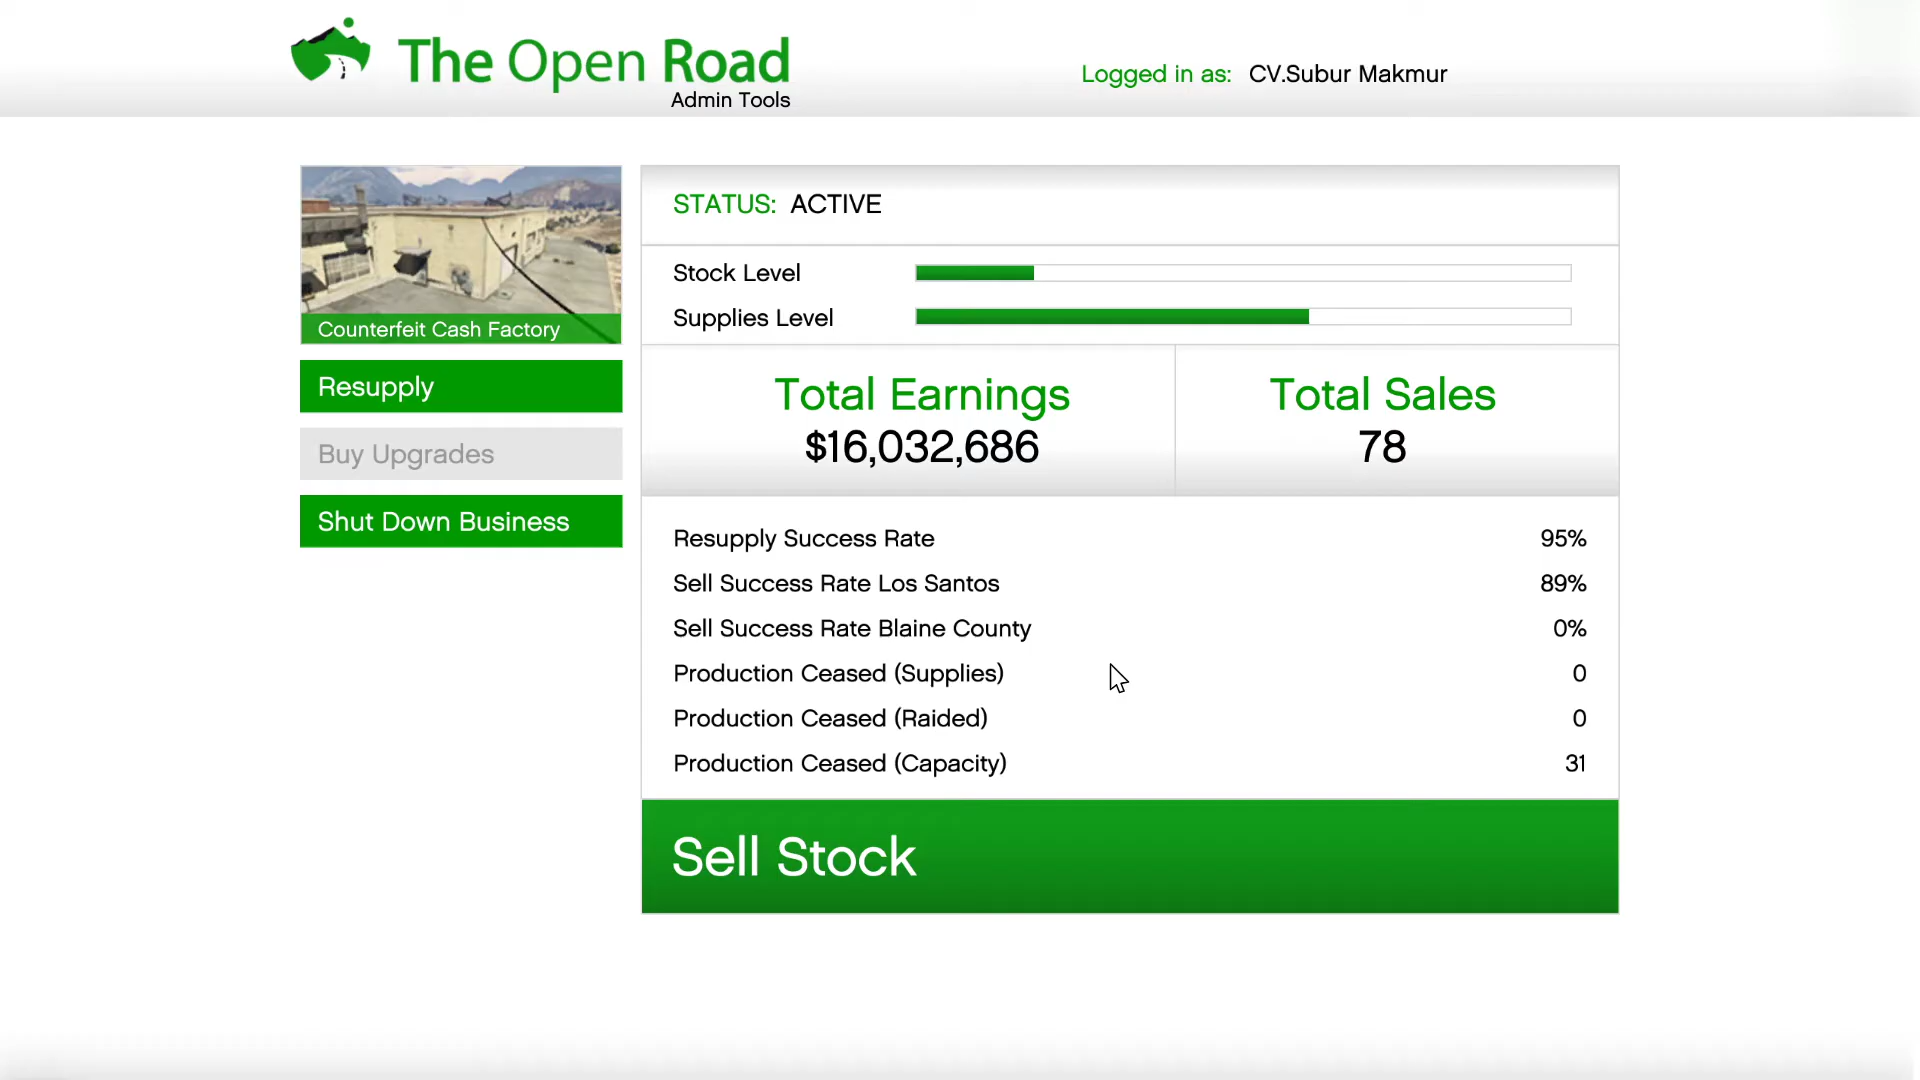 The Open Road
Admin Tools
Logged in as: CV.Subur Makmur
Counterfeit Cash Factory
Resupply
Buy Upgrades
Shut Down Business
STATUS: ACTIVE
Stock Level
Supplies Level
Total Earnings
$16,032,686
Total Sales
78
Resupply Success Rate 95%
Sell Success Rate Los Santos 89%
Sell Success Rate Blaine County 0%
Production Ceased (Supplies) 0
Production Ceased (Raided) 0
Production Ceased (Capacity) 31
Sell Stock